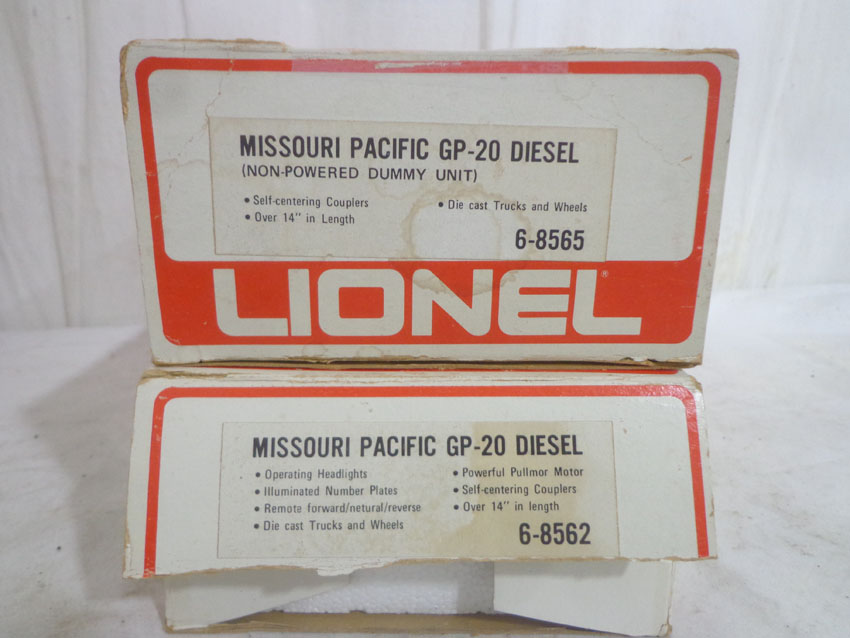 MISSOURI PACIFIC GP-20 DIESEL
(NON-POWERED DUMMY UNIT)
• Self-centering Couplers
• Over 14" in Length
• Die cast Trucks and Wheels
6-8565
LIONEL®
MISSOURI PACIFIC GP-20 DIESEL
• Operating Headlights
• Illuminated Number Plates
• Remote forward/netural/reverse
• Die cast Trucks and Wheels
• Powerful Pullmor Motor
• Self-centering Couplers
• Over 14" in length
6-8562